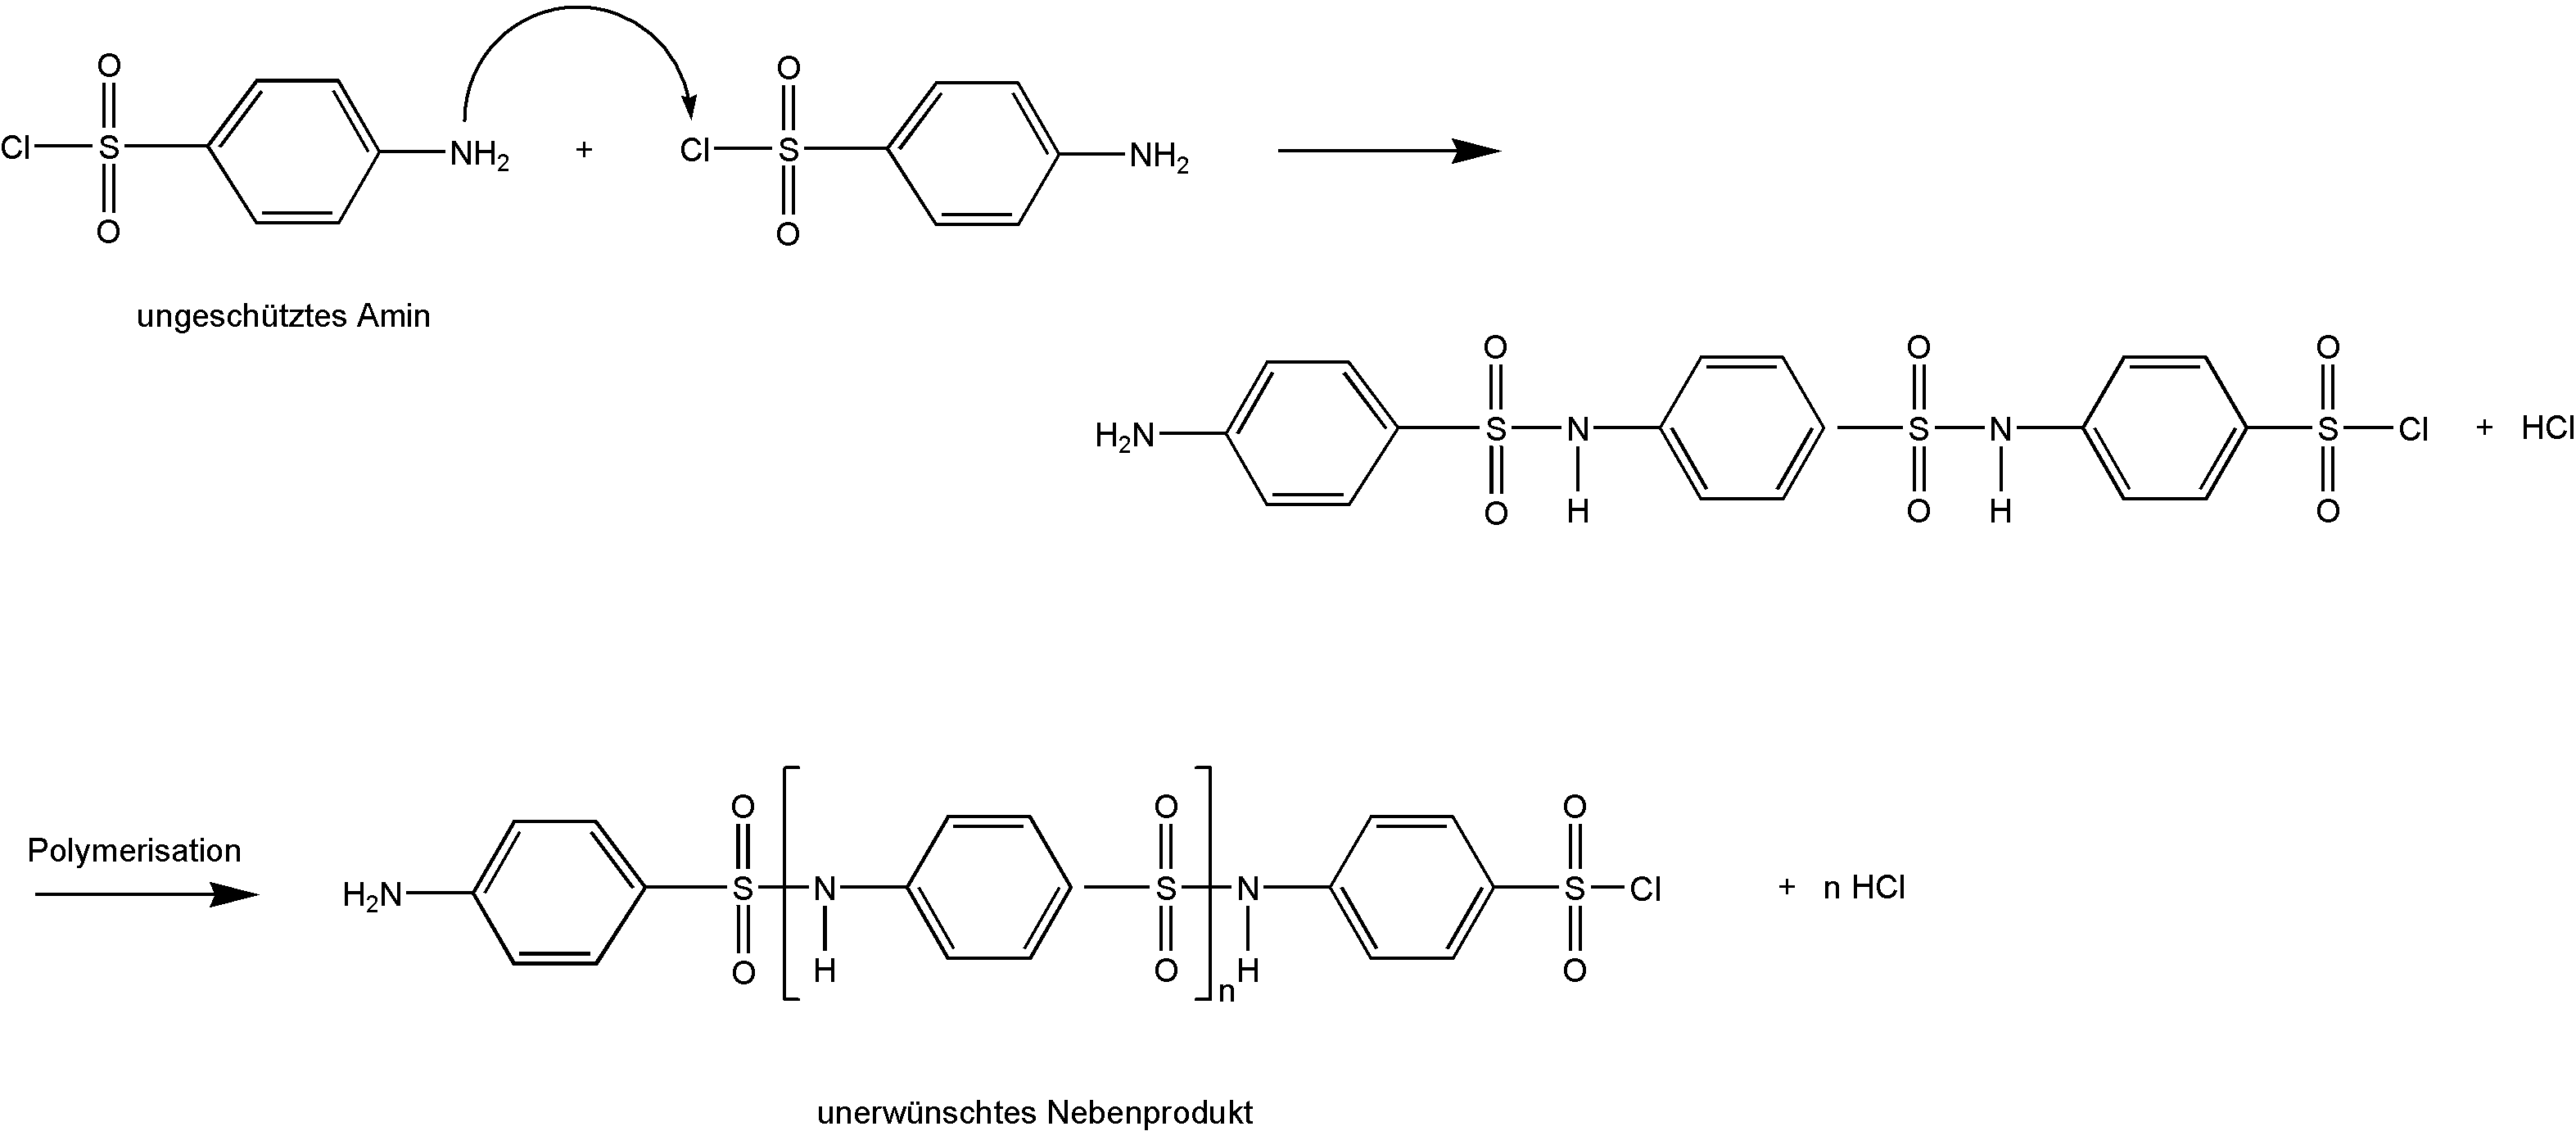 O O
Cl S NH₂ + Cl S NH₂
O O
ungeschütztes Amin
O O O
H₂N S N S N S Cl + HCl
O H O H O
Polymerisation
O O O
H₂N S N S N S Cl + n HCl
O H O n H O
unerwünschtes Nebenprodukt